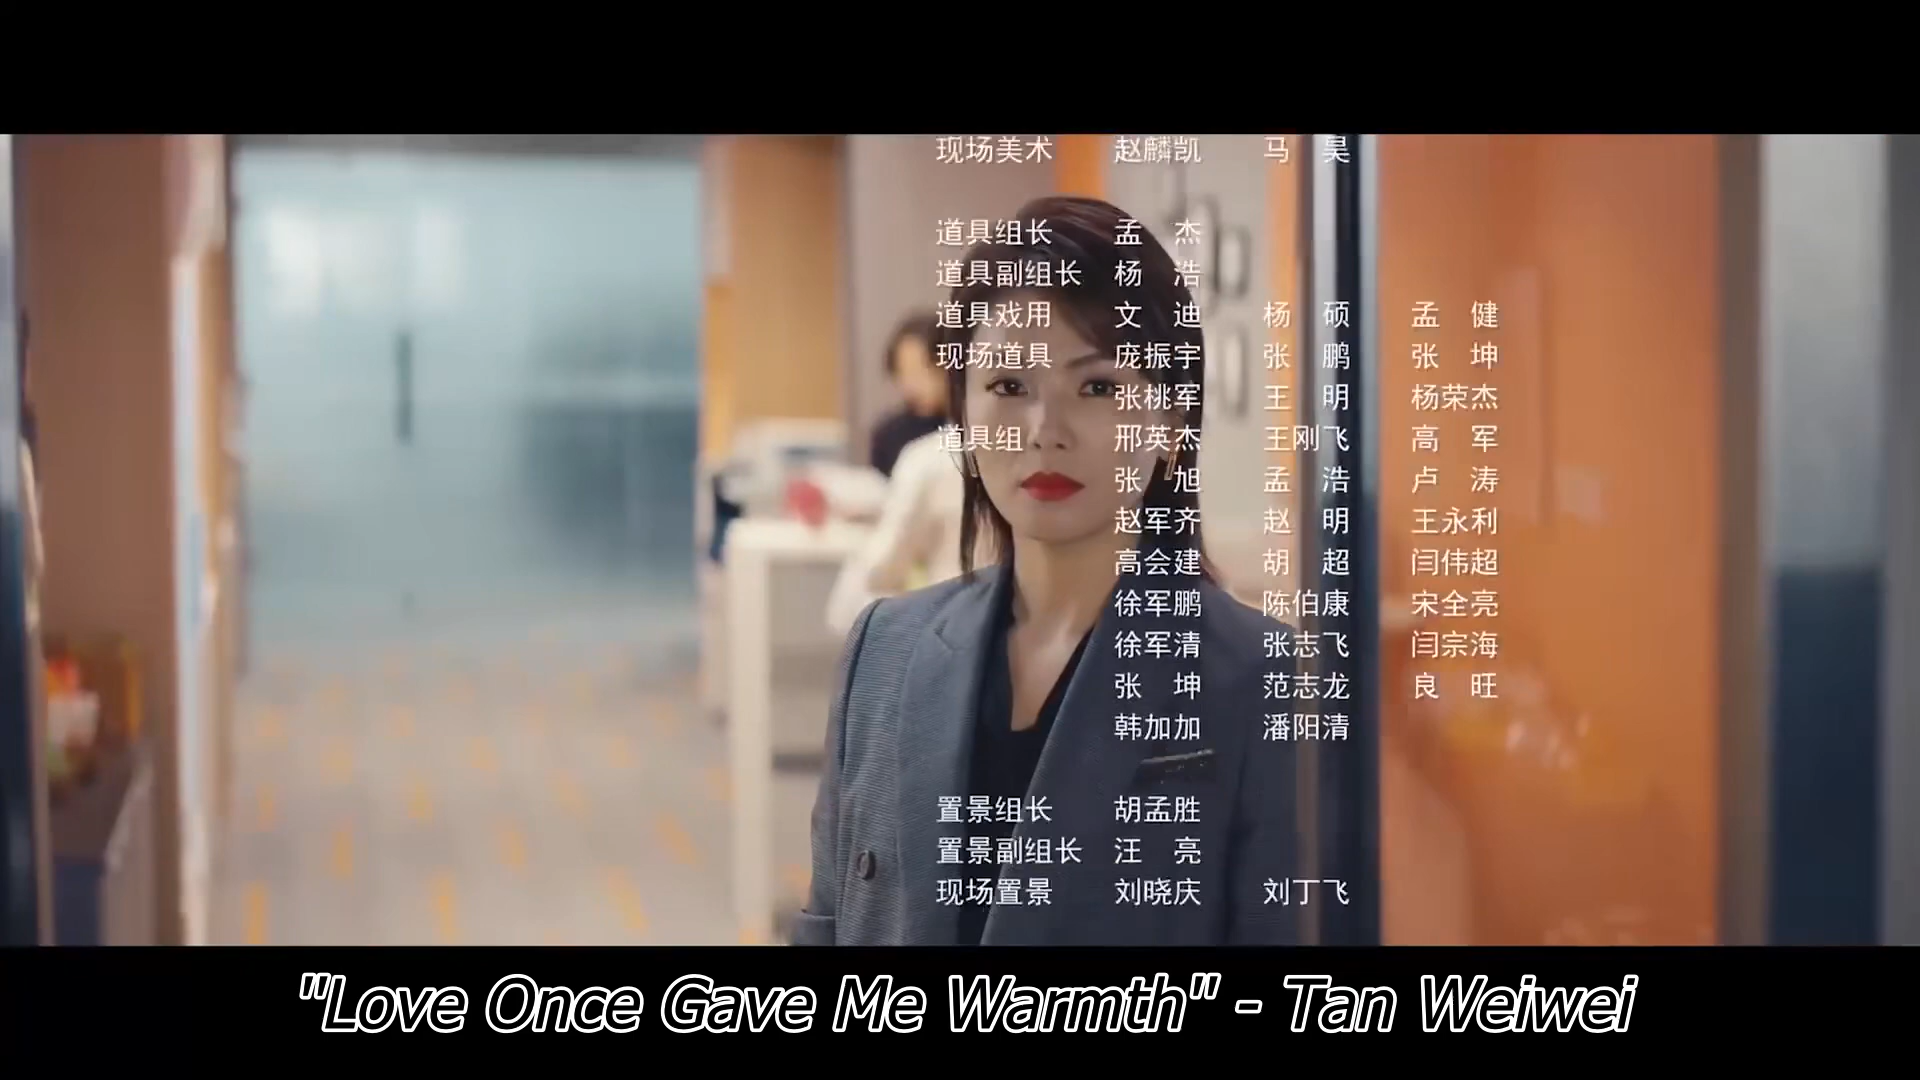 现场美术 赵麟凯 马 昊
道具组长 孟 杰
道具副组长 杨 浩
道具戏用 文 迪 杨 硕 孟 健
现场道具 庞振宇 张 鹏 张 坤
张桃军 王 明 杨荣杰
道具组 邢英杰 王刚飞 高 军
张 旭 孟 浩 卢 涛
赵军齐 赵 明 王永利
高会建 胡 超 闫伟超
徐军鹏 陈伯康 宋全亮
徐军清 张志飞 闫宗海
张 坤 范志龙 良 旺
韩加加 潘阳清
置景组长 胡孟胜
置景副组长 汪 亮
现场置景 刘晓庆 刘丁飞
"Love Once Gave Me Warmth" - Tan Weiwei